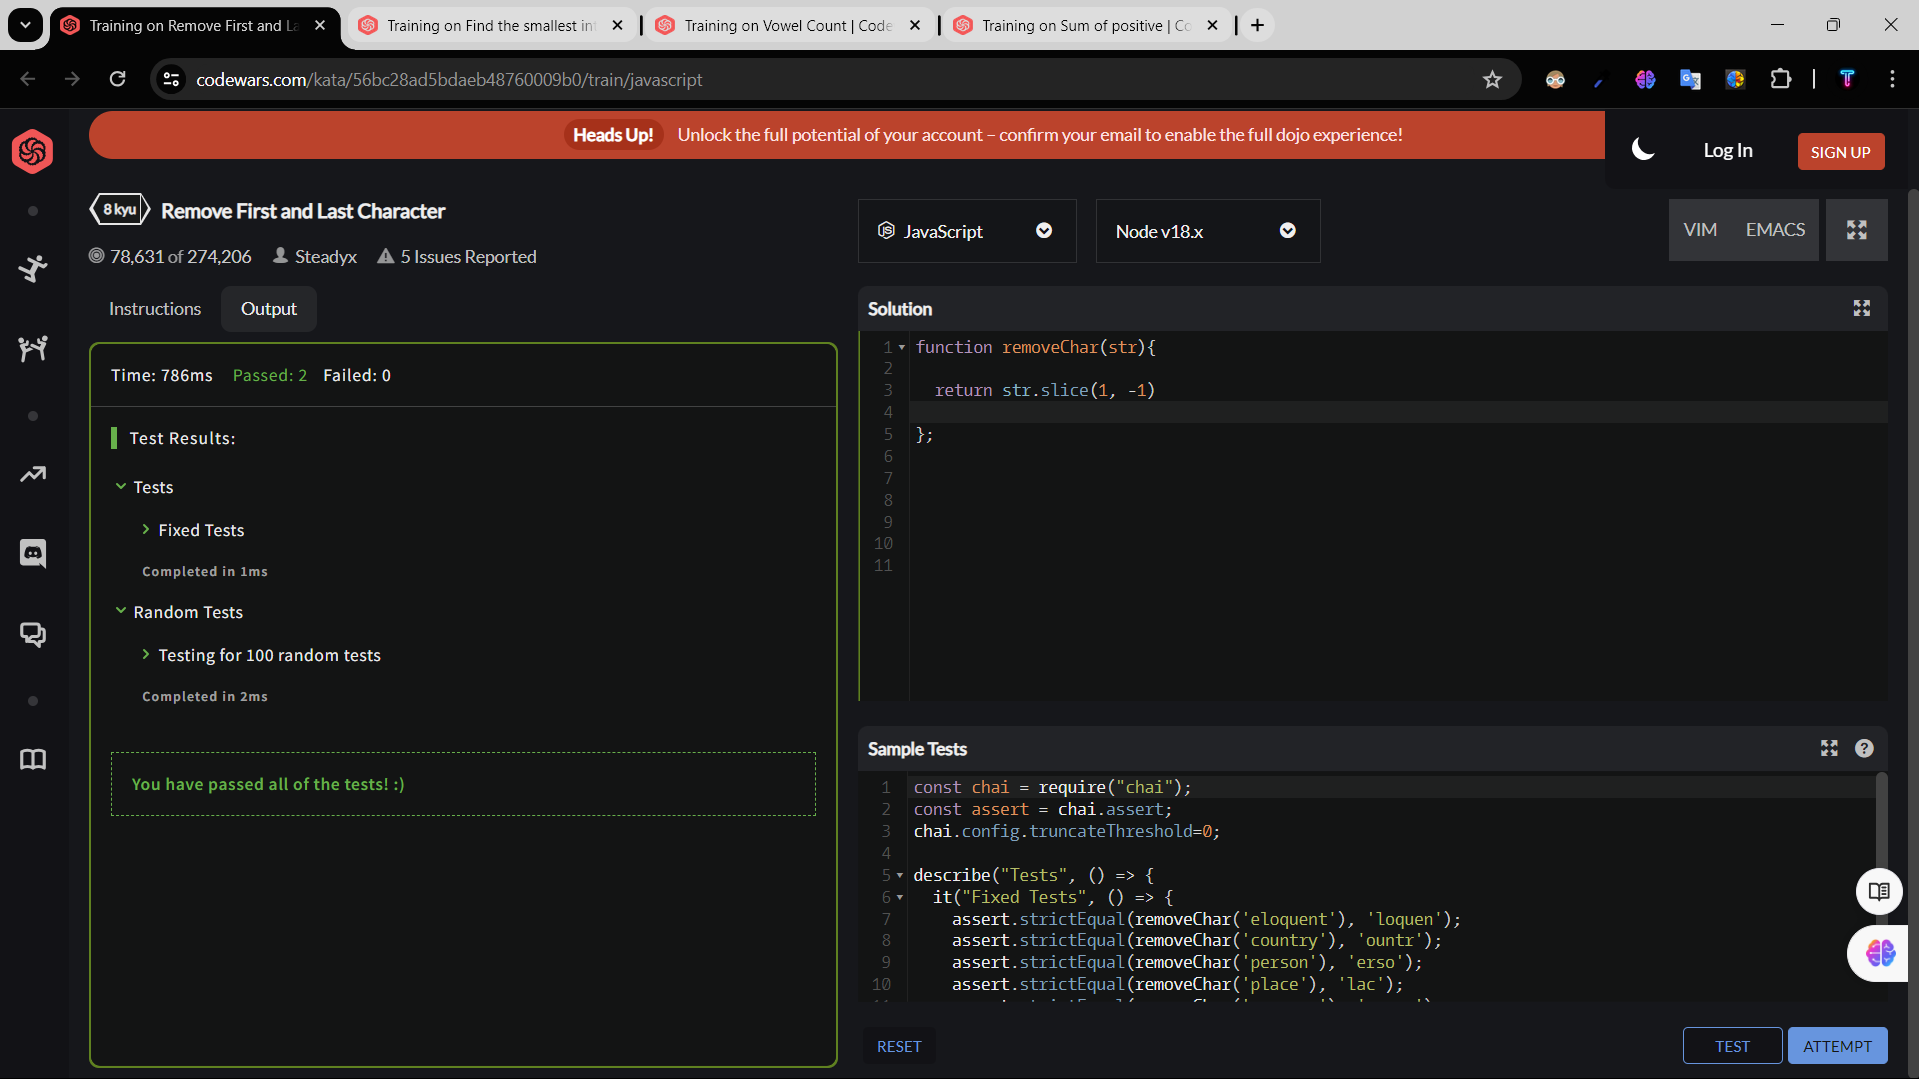 Training on Remove First and La
Training on Find the smallest int
Training on Vowel Count | Code
Training on Sum of positive | Co
codewars.com/kata/56bc28ad5bdaeb48760009b0/train/javascript
Heads Up! Unlock the full potential of your account – confirm your email to enable the full dojo experience!
Log In
SIGN UP
8 kyu Remove First and Last Character
78,631 of 274,206 Steadyx 5 Issues Reported
JavaScript
Node v18.x
VIM EMACS
Instructions
Output
Time: 786ms Passed: 2 Failed: 0
Test Results:
Tests
Fixed Tests
Completed in 1ms
Random Tests
Testing for 100 random tests
Completed in 2ms
You have passed all of the tests! :)
Solution
1 function removeChar(str){
2
3 return str.slice(1, -1)
4
5 };
6
7
8
9
10
11
Sample Tests
1 const chai = require("chai");
2 const assert = chai.assert;
3 chai.config.truncateThreshold=0;
4
5 describe("Tests", () => {
6 it("Fixed Tests", () => {
7 assert.strictEqual(removeChar('eloquent'), 'loquen');
8 assert.strictEqual(removeChar('country'), 'ountr');
9 assert.strictEqual(removeChar('person'), 'erso');
10 assert.strictEqual(removeChar('place'), 'lac');
RESET
TEST
ATTEMPT